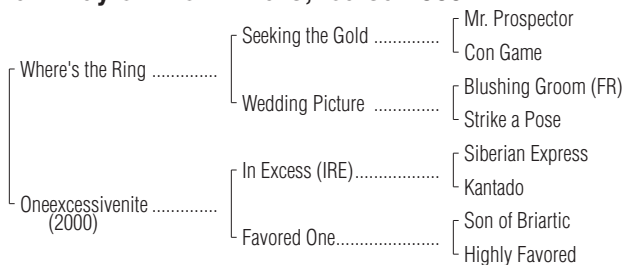 Mr. Prospector
Seeking the Gold ..............
Con Game
Where's the Ring .............
Blushing Groom (FR)
Wedding Picture ..............
Strike a Pose
Siberian Express
In Excess (IRE)..................
Kantado
Oneexcessivenite .............
(2000)
Son of Briartic
Favored One......................
Highly Favored